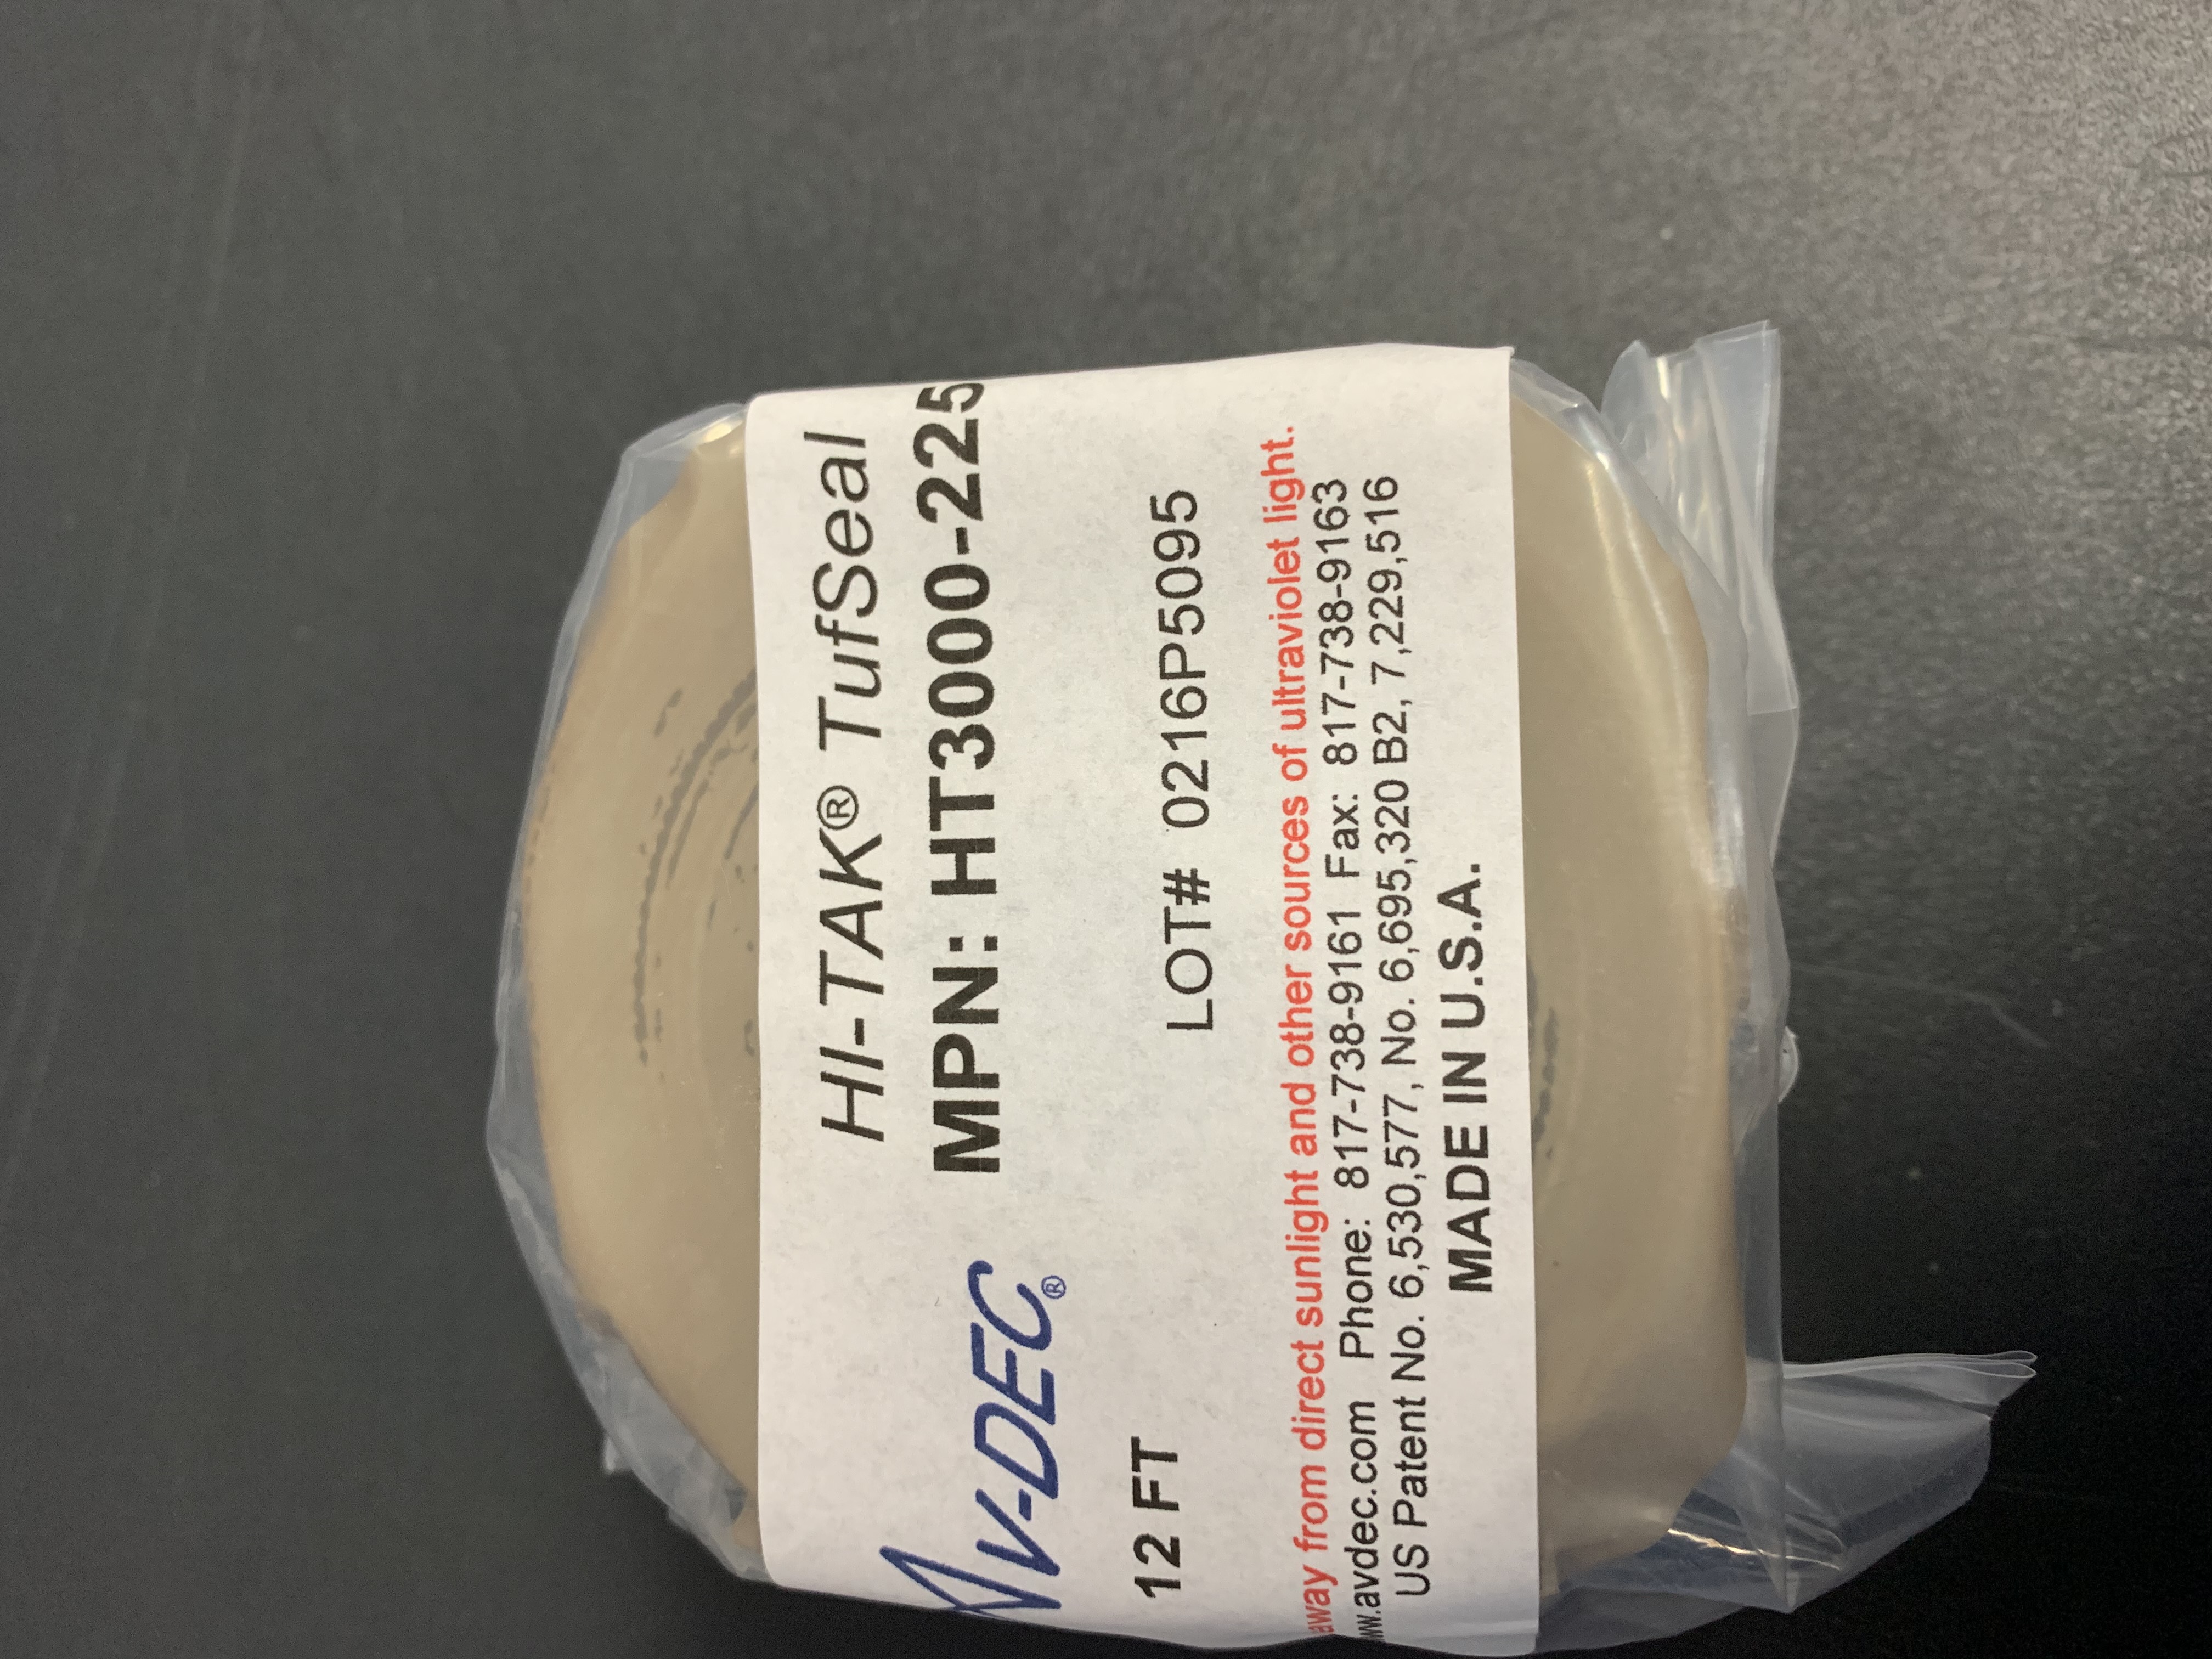 HI-TAK® TufSeal
AV-DEC® MPN: HT3000-225
12 FT
LOT# 0216P5095
away from direct sunlight and other sources of ultraviolet light.
www.avdec.com Phone: 817-738-9161 Fax: 817-738-9163
US Patent No. 6,530,577, No. 6,695,320 B2, 7,229,516
MADE IN U.S.A.